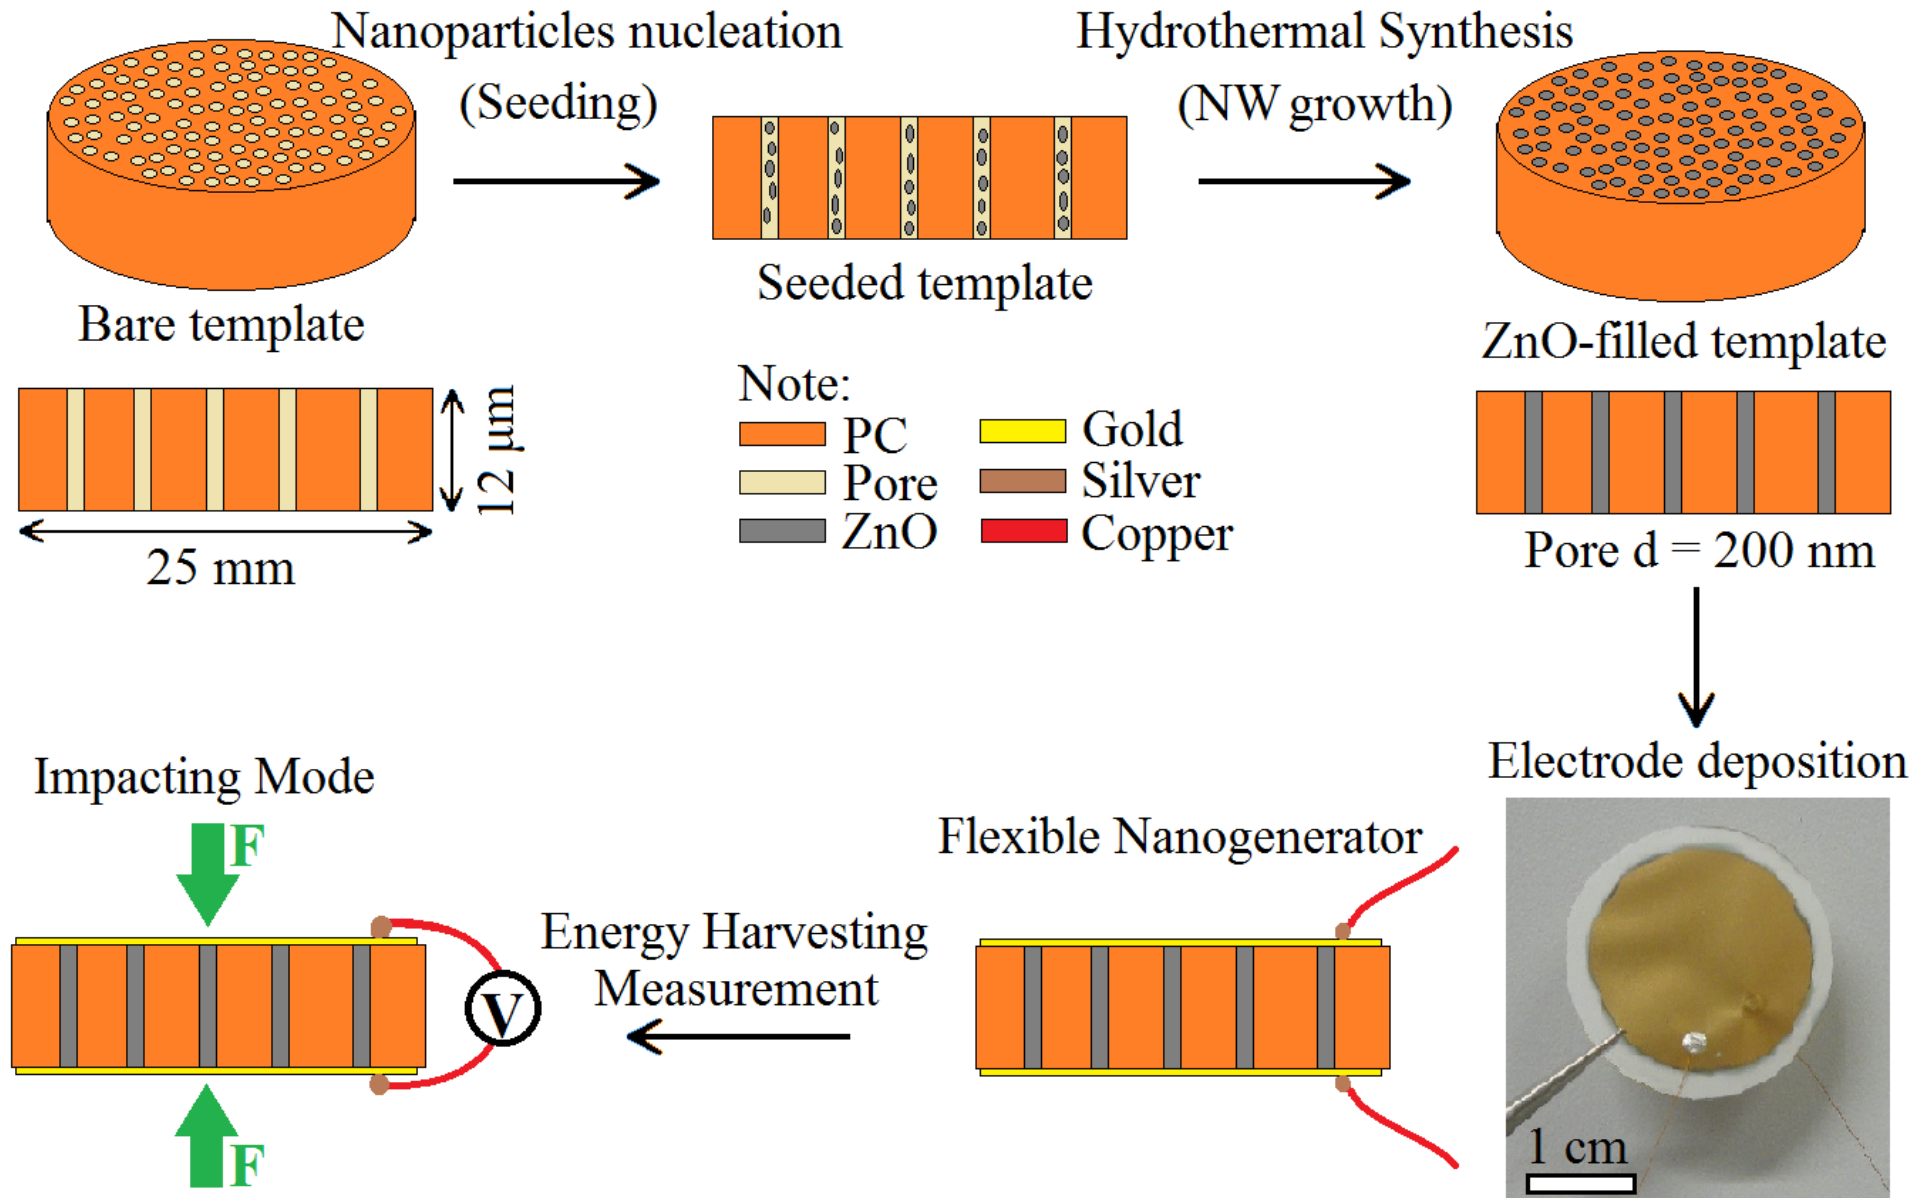 Nanoparticles nucleation
(Seeding)
Hydrothermal Synthesis
(NW growth)
Bare template
Seeded template
ZnO-filled template
12 μm
25 mm
Note:
PC
Gold
Pore
Silver
ZnO
Copper
Pore d = 200 nm
Electrode deposition
Impacting Mode
F
Flexible Nanogenerator
Energy Harvesting
Measurement
V
F
1 cm